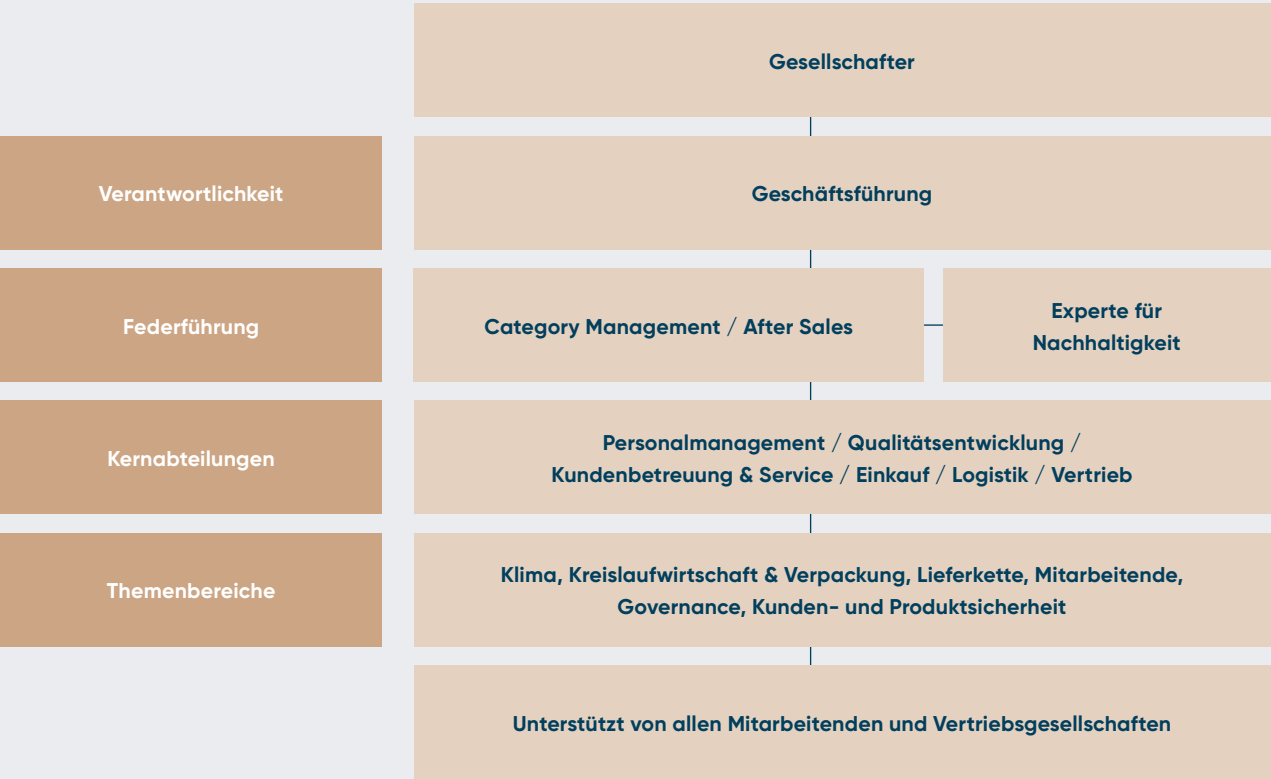 Gesellschafter
Verantwortlichkeit
Geschäftsführung
Federführung
Category Management / After Sales
Experte für
Nachhaltigkeit
Kernabteilungen
Personalmanagement / Qualitätsentwicklung /
Kundenbetreuung & Service / Einkauf / Logistik / Vertrieb
Themenbereiche
Klima, Kreislaufwirtschaft & Verpackung, Lieferkette, Mitarbeitende,
Governance, Kunden- und Produktsicherheit
Unterstützt von allen Mitarbeitenden und Vertriebsgesellschaften